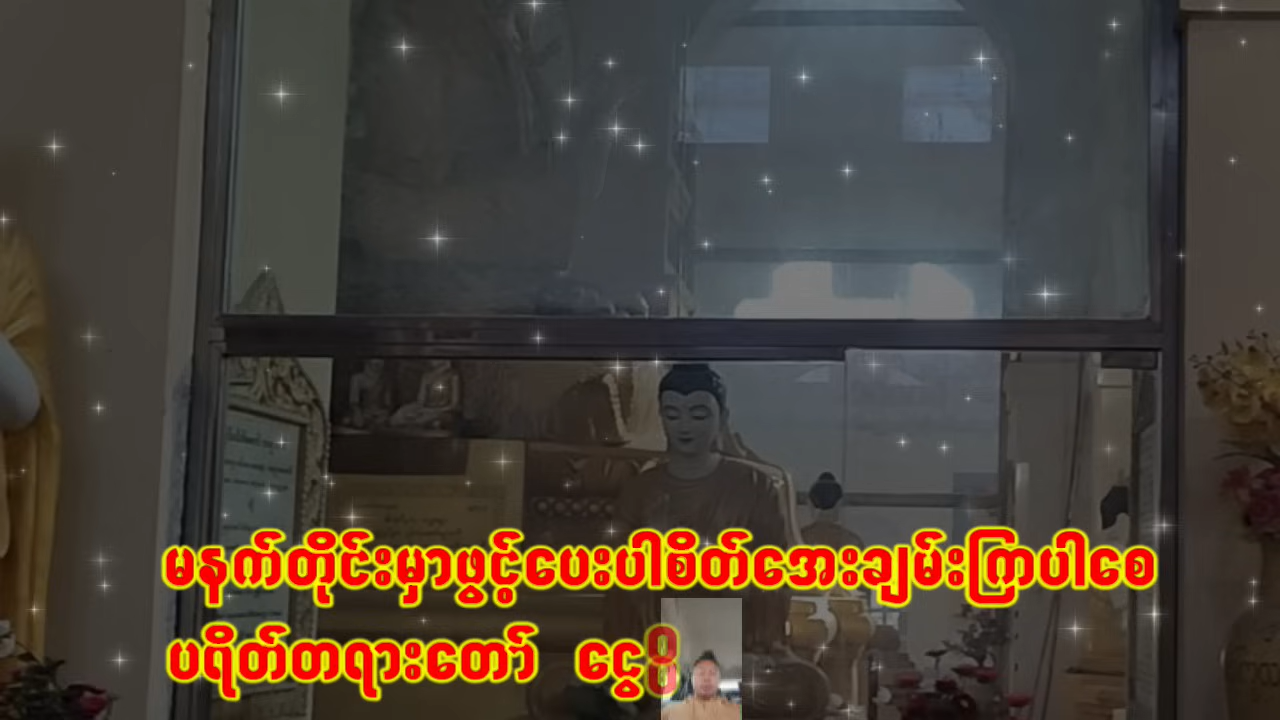 မနက်တိုင်းမှာဖွင့်ပေးပါစိတ်အေးချမ်းကြပါစေ
ပရိတ်တရားတော် ငွေ